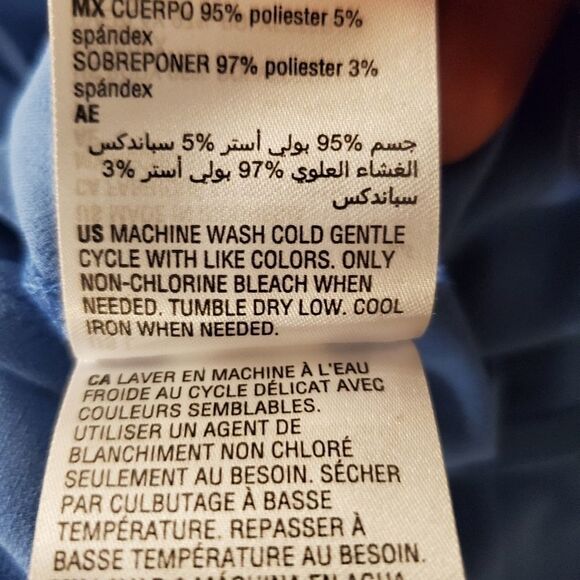 MX CUERPO 95% poliester 5%
spándex
SOBREPONER 97% poliester 3%
spándex
AE
جسم 95% بولي أستر 5% سباندكس
الغشاء العلوي 97% بولي أستر 3%
سباندكس
US MACHINE WASH COLD GENTLE
CYCLE WITH LIKE COLORS. ONLY
NON-CHLORINE BLEACH WHEN
NEEDED. TUMBLE DRY LOW. COOL
IRON WHEN NEEDED.
CA LAVER EN MACHINE À L'EAU
FROIDE AU CYCLE DÉLICAT AVEC
COULEURS SEMBLABLES.
UTILISER UN AGENT DE
BLANCHIMENT NON CHLORÉ
SEULEMENT AU BESOIN. SÉCHER
PAR CULBUTAGE À BASSE
TEMPÉRATURE. REPASSER À
BASSE TEMPÉRATURE AU BESOIN.
MÁQUINA EN AGUA